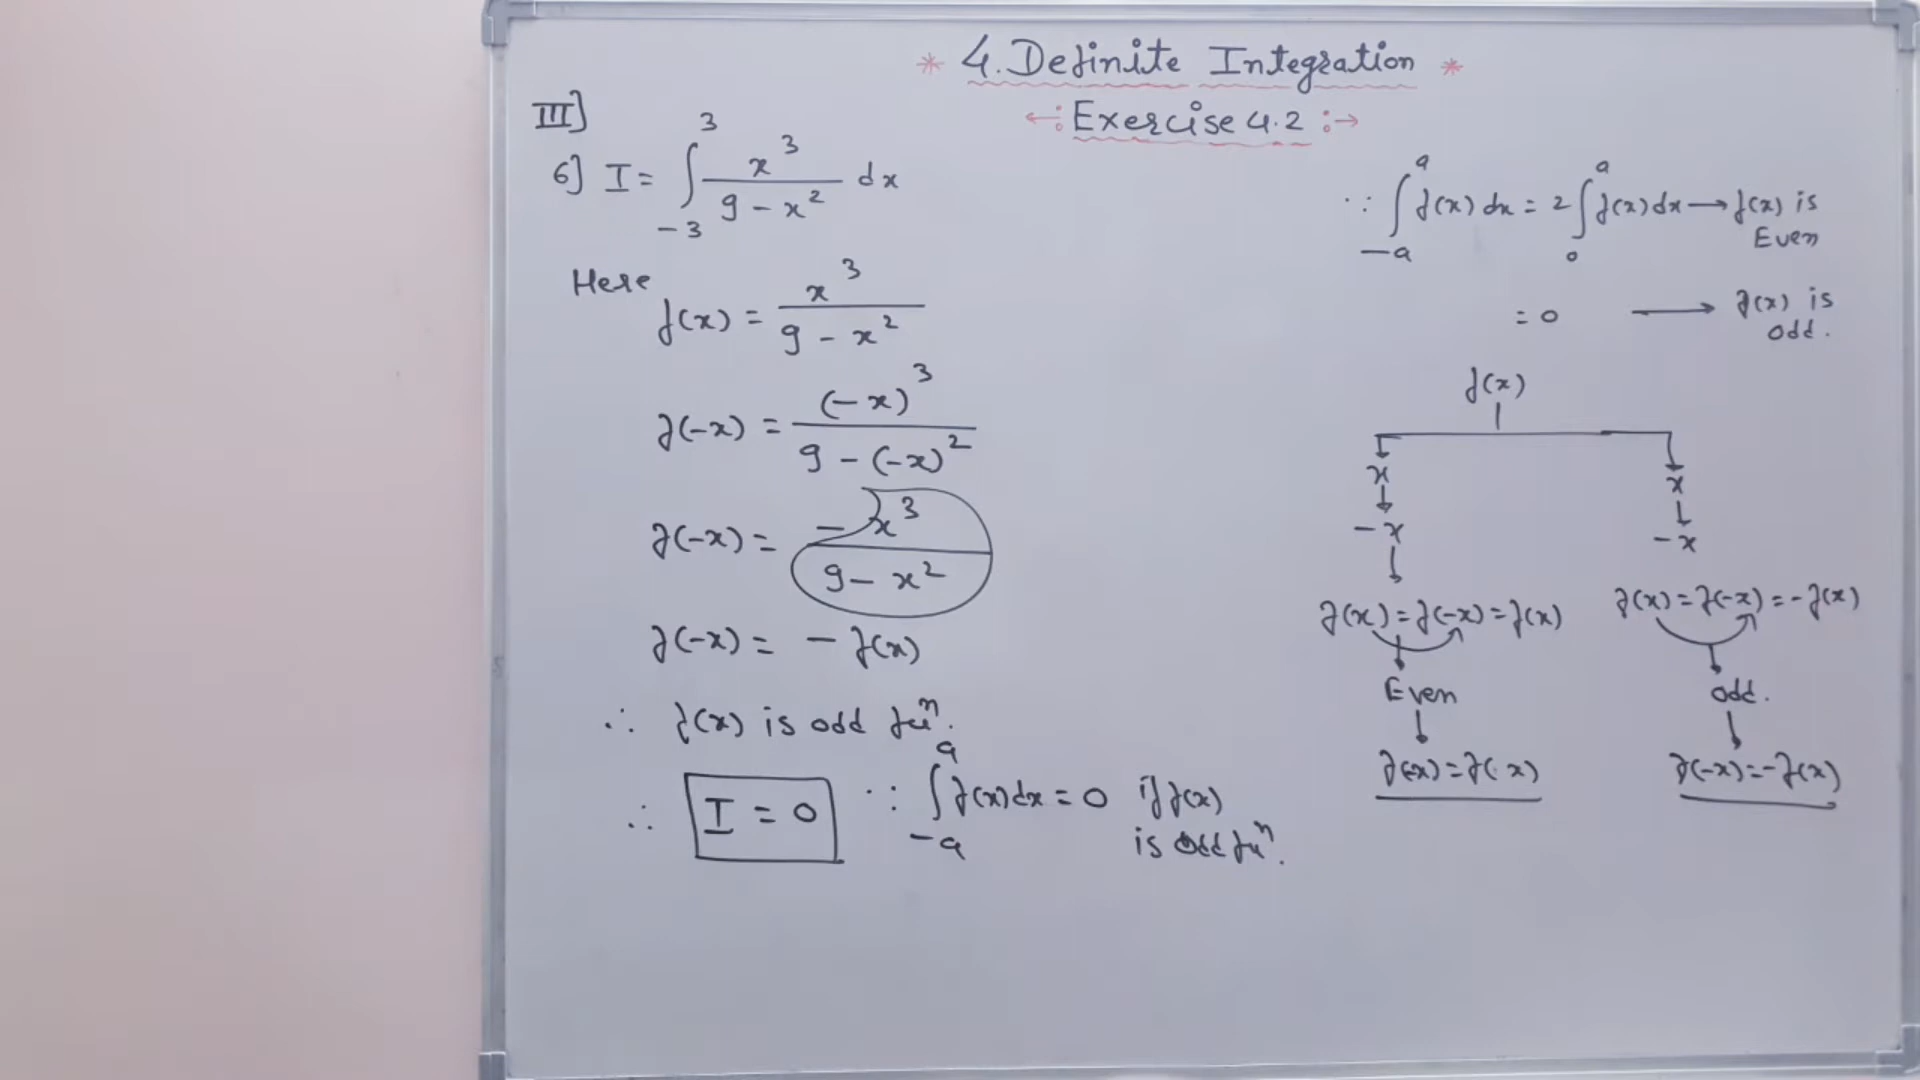 * 4. Definite Integration *
←: Exercise 4.2 :→
III]
6] I = ∫_{-3}^{3} x³/(9 - x²) dx
Here
f(x) = x³/(9 - x²)
f(-x) = (-x)³/(9 - (-x)²)
f(-x) = -x³/(9 - x²)
f(-x) = - f(x)
∴ f(x) is odd fuⁿ.
∴ I = 0 ∵ ∫_{-a}^{a} f(x) dx = 0 if f(x)
is odd fuⁿ.
∵ ∫_{-a}^{a} f(x) dx = 2 ∫_{0}^{a} f(x) dx → f(x) is
Even
= 0 → f(x) is
odd.
f(x)
x
↓
-x
↓
f(x) = f(-x) = f(x)
↓
Even
↓
f(-x) = f(x)
x
↓
-x
f(x) = f(-x) = -f(x)
↓
odd.
↓
f(-x) = -f(x)